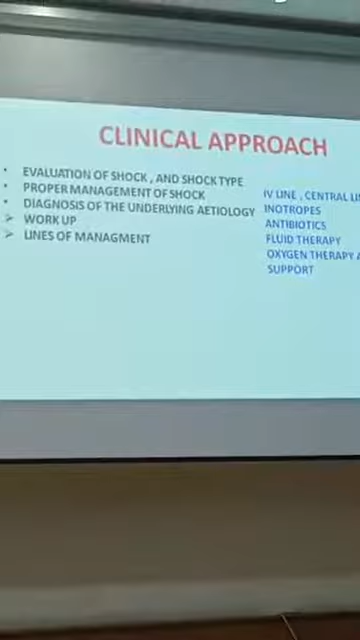 CLINICAL APPROACH
• EVALUATION OF SHOCK , AND SHOCK TYPE
• PROPER MANAGEMENT OF SHOCK
• DIAGNOSIS OF THE UNDERLYING AETIOLOGY
➢ WORK UP
➢ LINES OF MANAGMENT
IV LINE , CENTRAL
INOTROPES
ANTIBIOTICS
FLUID THERAPY
OXYGEN THERAPY
SUPPORT